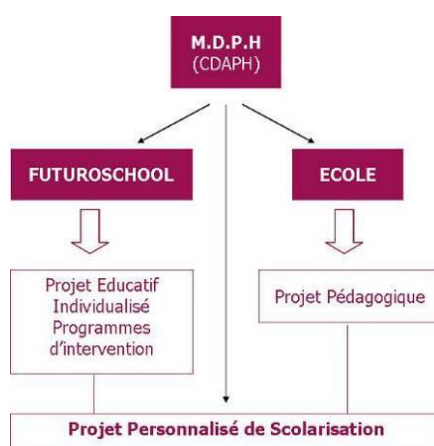 M.D.P.H
(CDAPH)
FUTUROSCHOOL
ECOLE
Projet Educatif
Individualisé
Programmes
d'intervention
Projet Pédagogique
Projet Personnalisé de Scolarisation